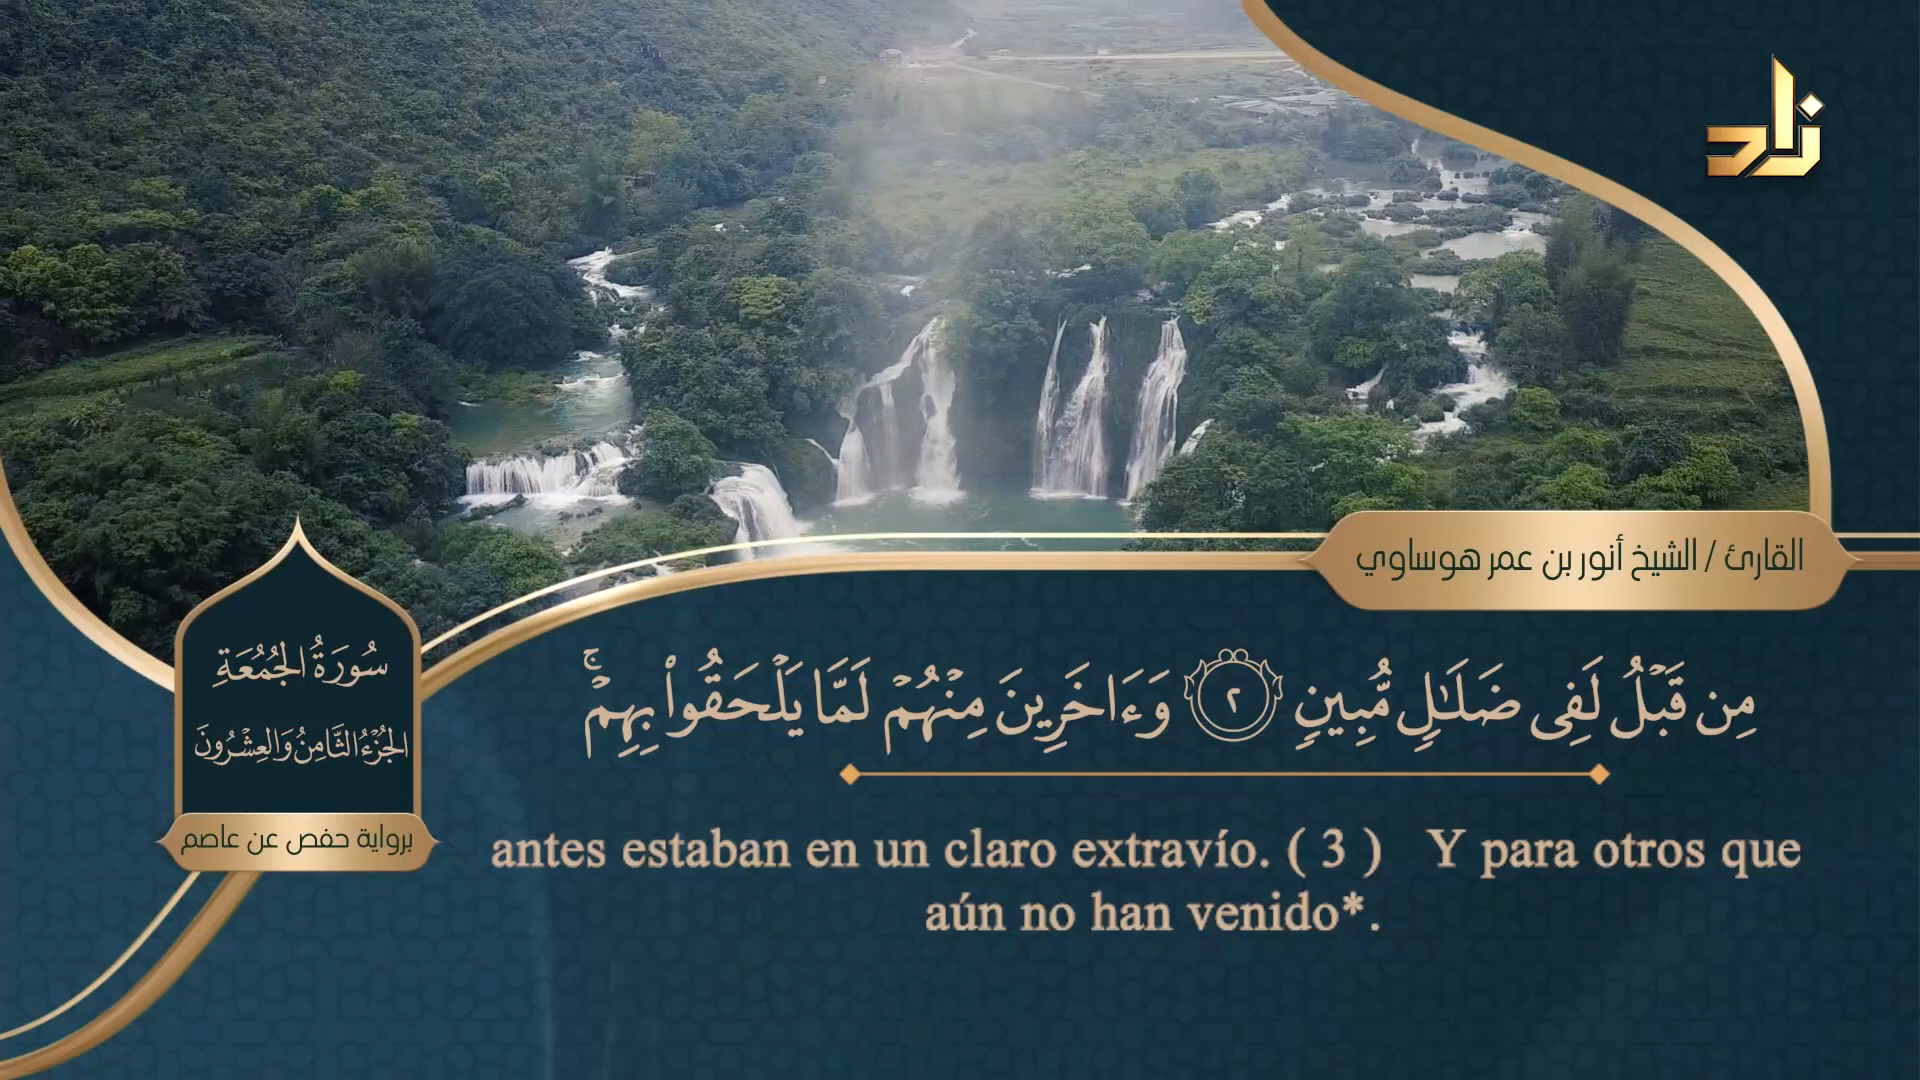 زاد
القارئ / الشيخ أنور بن عمر هوساوي
سُورَةُ الجُمُعَةِ
الجُزْءُ الثَّامِنُ وَالعِشْرُونَ
برواية حفص عن عاصم
مِن قَبْلُ لَفِى ضَلَـٰلٍ مُّبِينٍ ٢ وَءَاخَرِينَ مِنْهُمْ لَمَّا يَلْحَقُوا۟ بِهِمْ ۚ
antes estaban en un claro extravío. ( 3 ) Y para otros que
aún no han venido*.